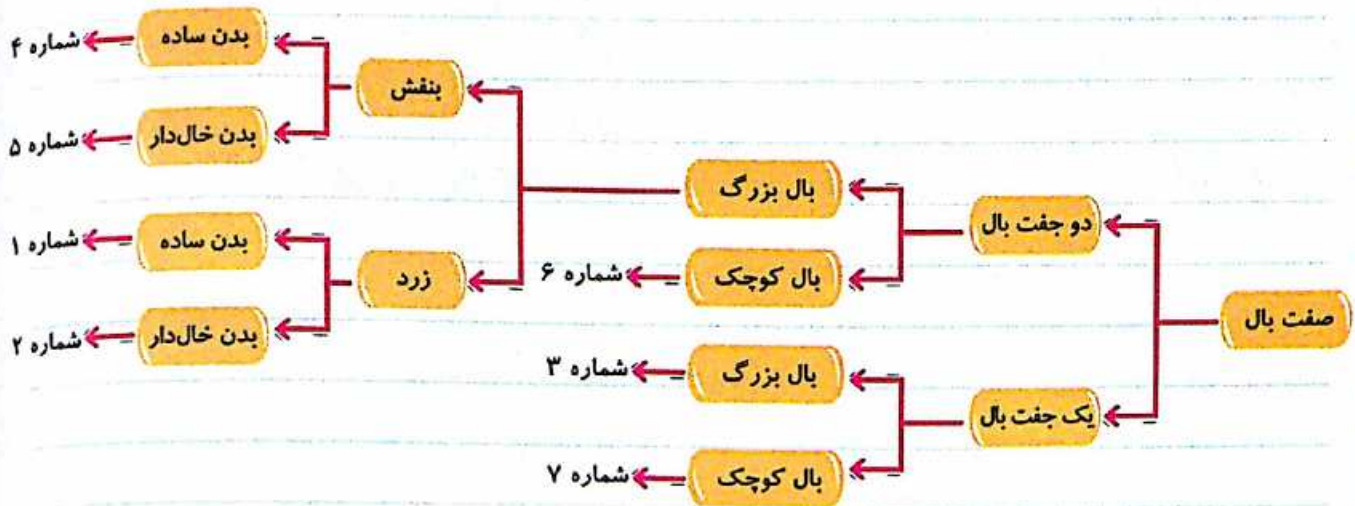 صفت بال
دو جفت بال
یک جفت بال
بال بزرگ
بال کوچک
شماره ۶
بال بزرگ
شماره ۳
بال کوچک
شماره ۷
بنفش
زرد
بدن ساده
شماره ۴
بدن خال‌دار
شماره ۵
بدن ساده
شماره ۱
بدن خال‌دار
شماره ۲